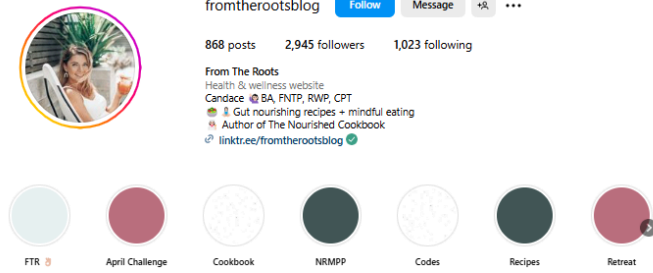 fromtherootsblog Follow Message
868 posts 2,945 followers 1,023 following
From The Roots
Health & wellness website
Candace 🙋🏻‍♀️ BA, FNTP, RWP, CPT
🥗 🧘🏼‍♀️ Gut nourishing recipes + mindful eating
Author of The Nourished Cookbook
linktr.ee/fromtherootsblog
FTR April Challenge Cookbook NRMPP Codes Recipes Retreat